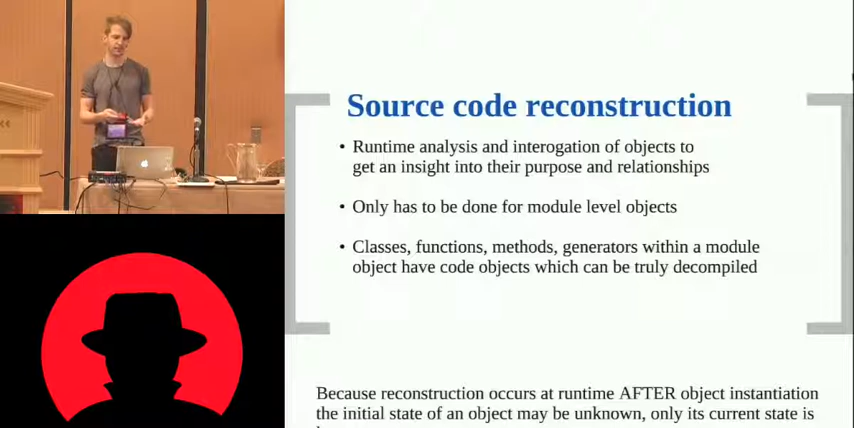 Source code reconstruction
• Runtime analysis and interogation of objects to
get an insight into their purpose and relationships
• Only has to be done for module level objects
• Classes, functions, methods, generators within a module
object have code objects which can be truly decompiled
Because reconstruction occurs at runtime AFTER object instantiation
the initial state of an object may be unknown, only its current state is